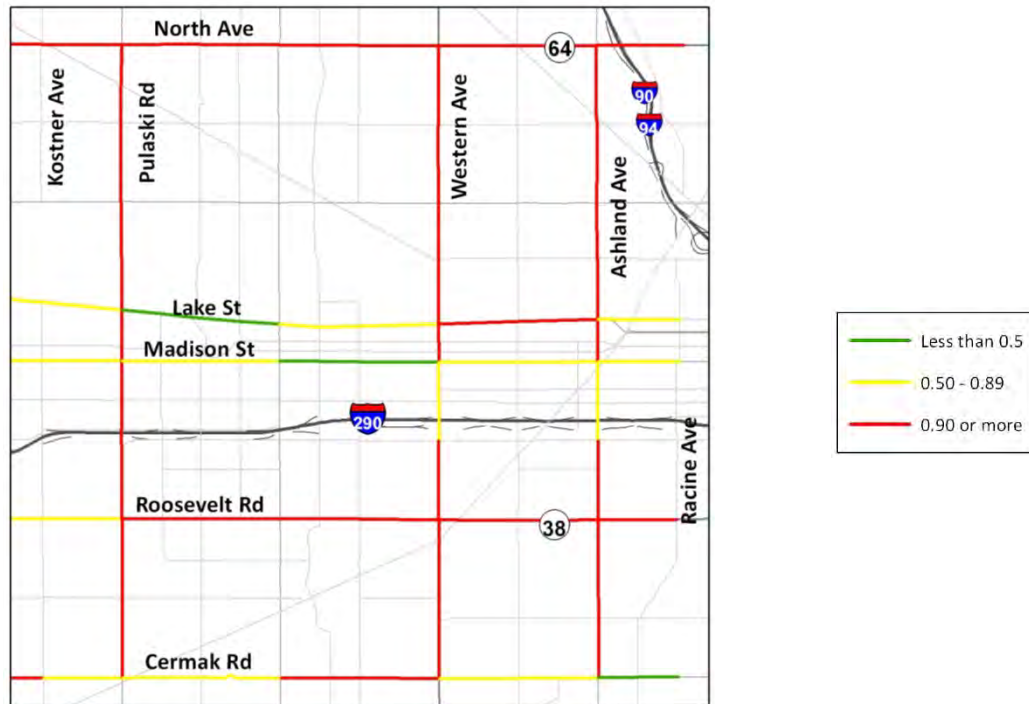 North Ave
64
Kostner Ave
Pulaski Rd
Western Ave
90
94
Ashland Ave
Lake St
Madison St
290
Racine Ave
Roosevelt Rd
38
Cermak Rd
Less than 0.5
0.50 - 0.89
0.90 or more